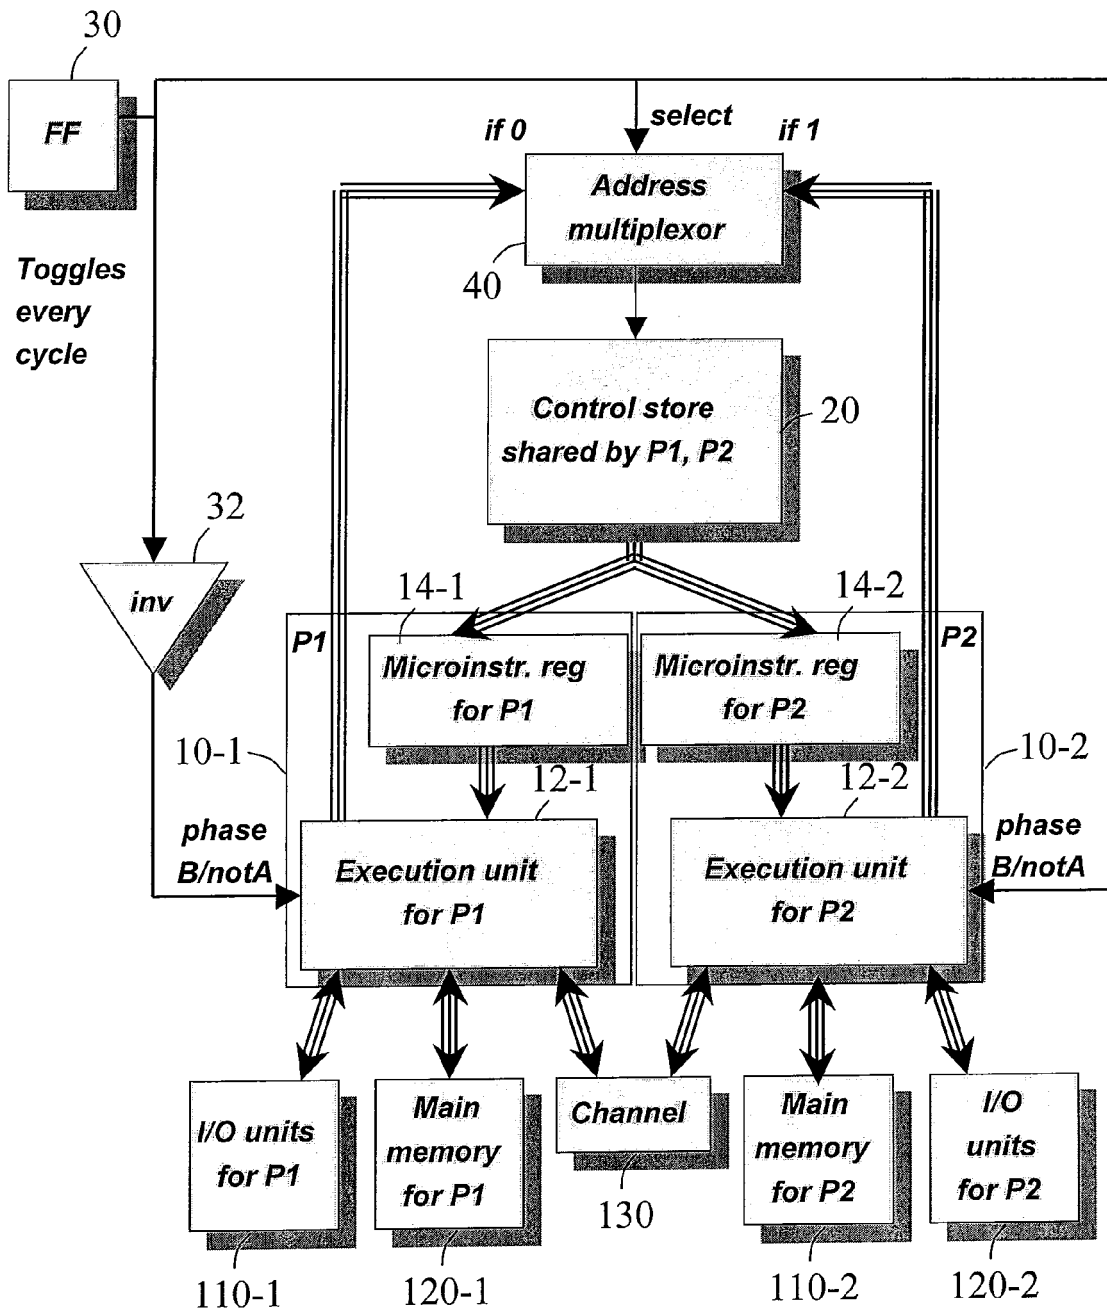 30
FF
Toggles
every
cycle
select
if 0
if 1
Address
multiplexor
40
Control store
shared by P1, P2
20
32
inv
14-1
14-2
P1
P2
Microinstr. reg
for P1
Microinstr. reg
for P2
10-1
10-2
12-1
12-2
phase
B/notA
phase
B/notA
Execution unit
for P1
Execution unit
for P2
I/O units
for P1
Main
memory
for P1
Channel
Main
memory
for P2
I/O
units
for P2
130
110-1
120-1
110-2
120-2